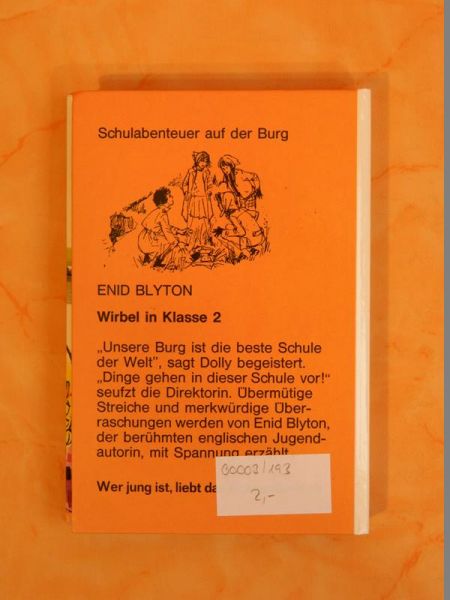 Schulabenteuer auf der Burg
ENID BLYTON
Wirbel in Klasse 2
„Unsere Burg ist die beste Schule
der Welt”, sagt Dolly begeistert.
„Dinge gehen in dieser Schule vor!“
seufzt die Direktorin. Übermütige
Streiche und merkwürdige Über-
raschungen werden von Enid Blyton,
der berühmten englischen Jugend-
autorin, mit Spannung erzählt
00003/193
2,-
Wer jung ist, liebt